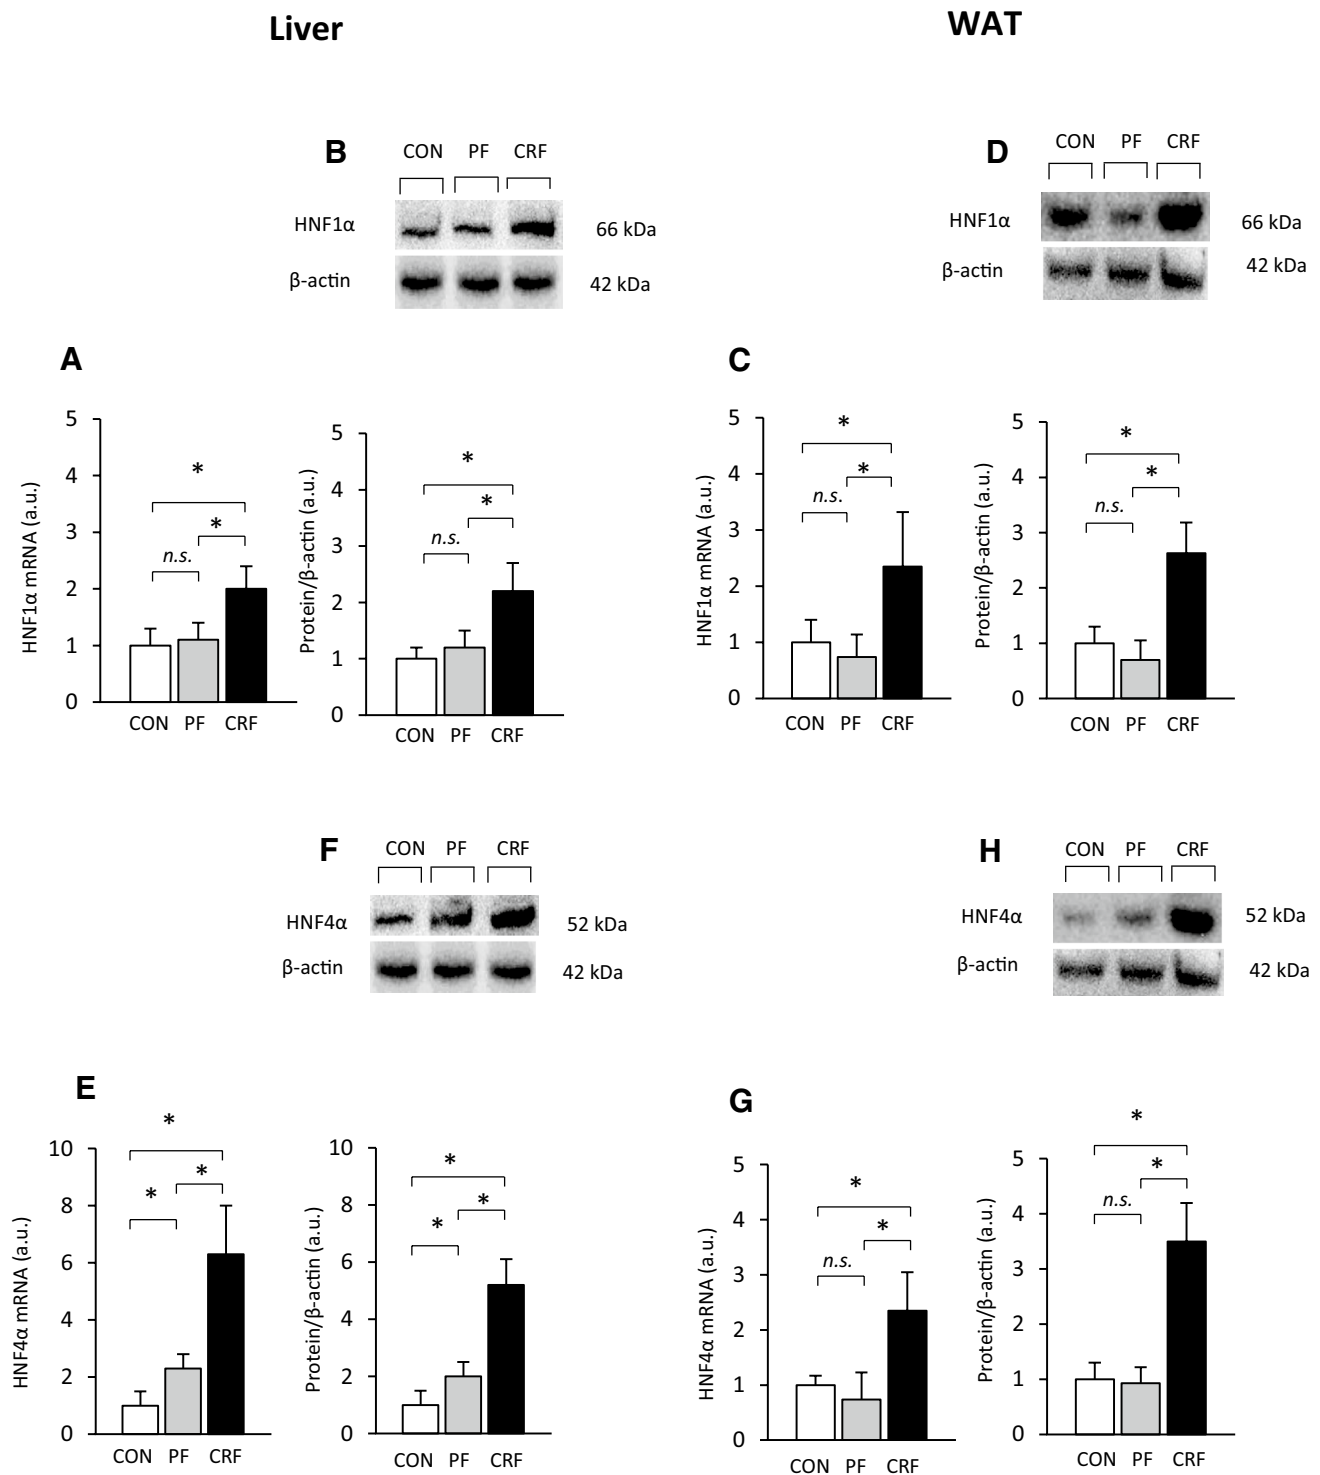 Liver
WAT
B
CON PF CRF
HNF1α
66 kDa
β-actin
42 kDa
D
CON PF CRF
HNF1α
66 kDa
β-actin
42 kDa
A
HNF1α mRNA (a.u.)
5
4
3
2
1
0
*
*
n.s.
CON PF CRF
Protein/β-actin (a.u.)
5
4
3
2
1
0
*
*
n.s.
CON PF CRF
C
HNF1α mRNA (a.u.)
5
4
3
2
1
0
*
*
n.s.
CON PF CRF
Protein/β-actin (a.u.)
5
4
3
2
1
0
*
*
n.s.
CON PF CRF
F
CON PF CRF
HNF4α
52 kDa
β-actin
42 kDa
H
CON PF CRF
HNF4α
52 kDa
β-actin
42 kDa
E
HNF4α mRNA (a.u.)
10
8
6
4
2
0
*
*
*
CON PF CRF
Protein/β-actin (a.u.)
10
8
6
4
2
0
*
*
*
CON PF CRF
G
HNF4α mRNA (a.u.)
5
4
3
2
1
0
*
*
n.s.
CON PF CRF
Protein/β-actin (a.u.)
5
4
3
2
1
0
*
*
n.s.
CON PF CRF